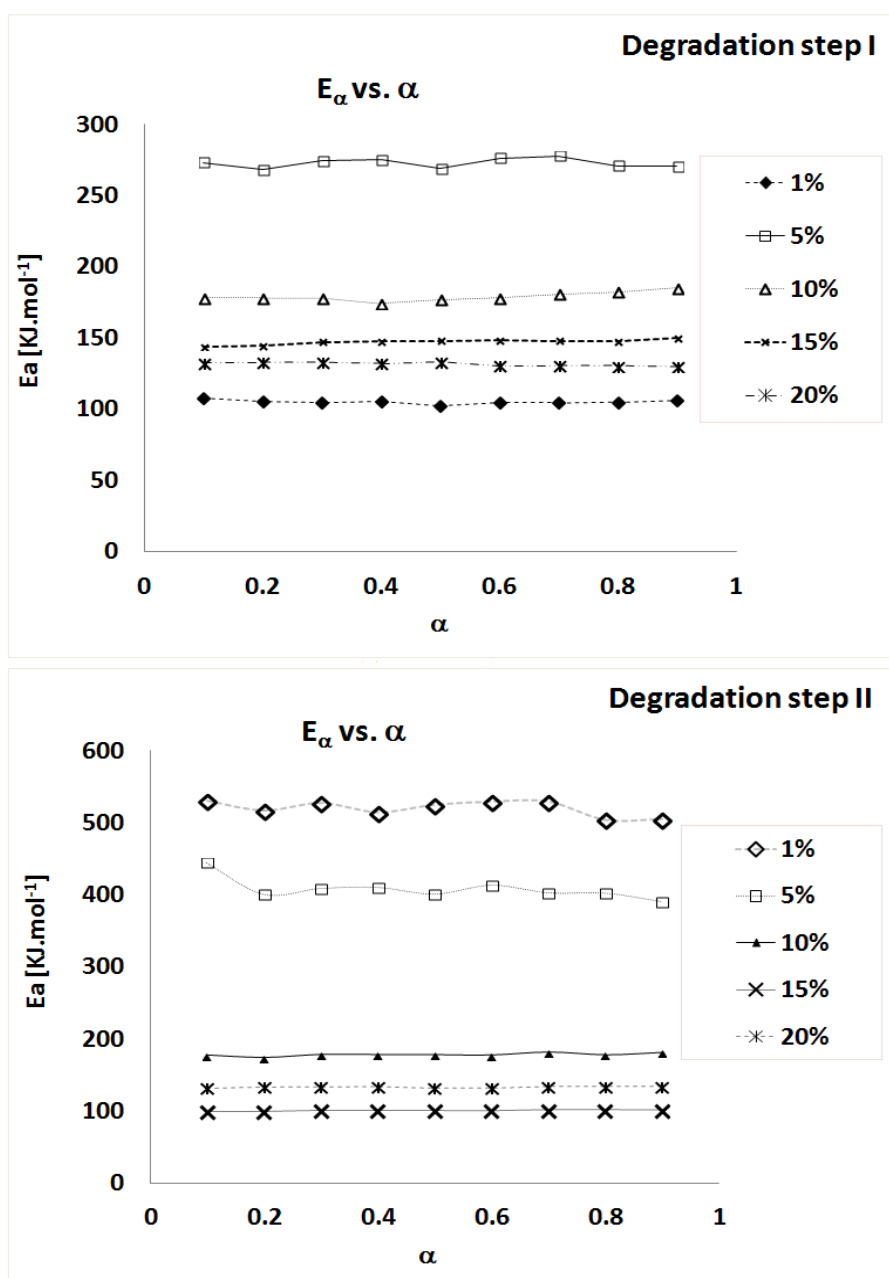 Degradation step I
Eα vs. α
300
250
200
150
100
50
0
Ea [KJ.mol-1]
0 0.2 0.4 0.6 0.8 1
α
1%
5%
10%
15%
20%
Degradation step II
Eα vs. α
600
500
400
300
200
100
0
Ea [KJ.mol-1]
0 0.2 0.4 0.6 0.8 1
α
1%
5%
10%
15%
20%